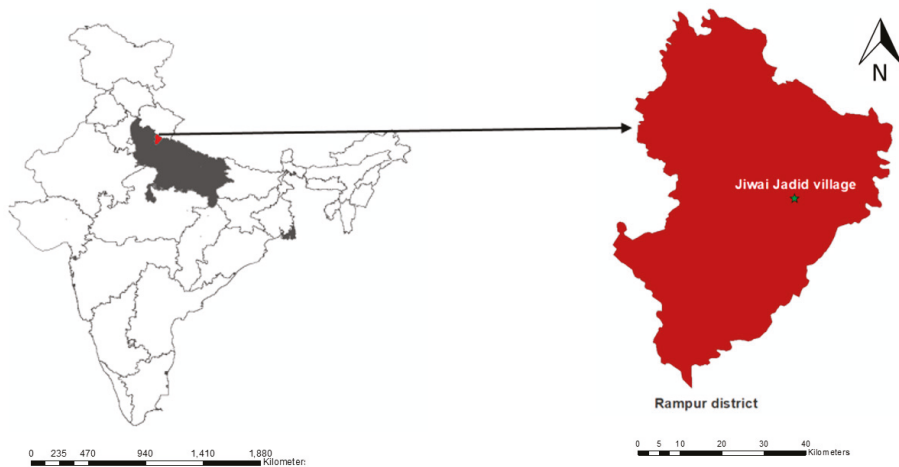 N
Jiwai Jadid village
Rampur district
0 235 470 940 1,410 1,880
Kilometers
0 5 10 20 30 40
Kilometers